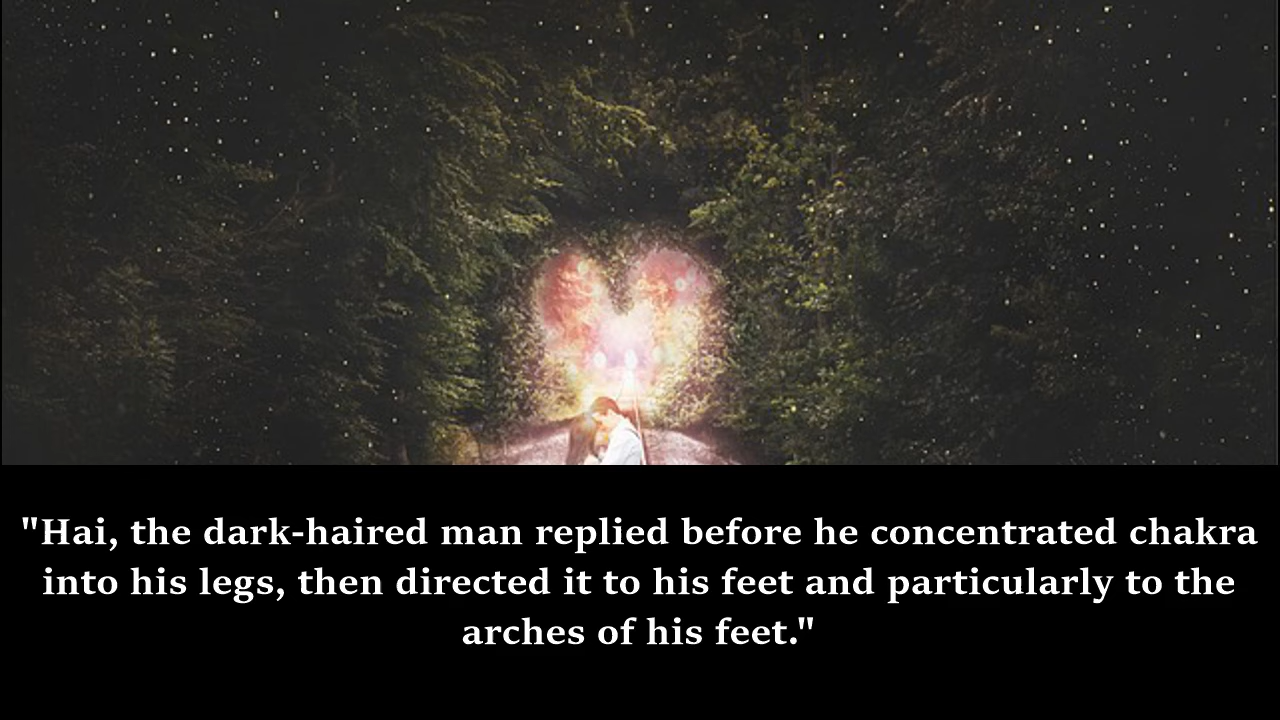 "Hai, the dark-haired man replied before he concentrated chakra
into his legs, then directed it to his feet and particularly to the
arches of his feet."